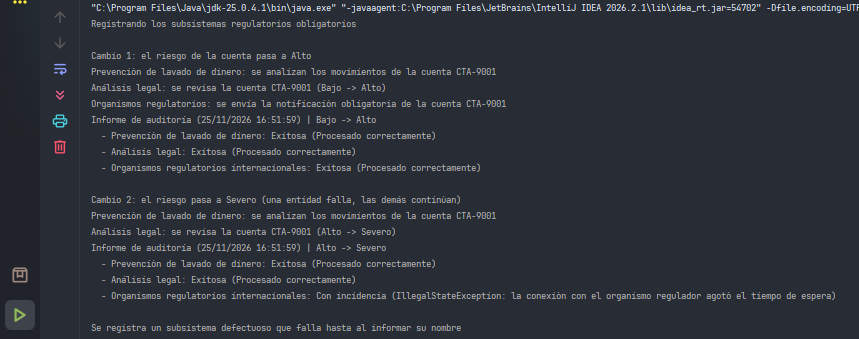 "C:\Program Files\Java\jdk-25.0.4.1\bin\java.exe" "-javaagent:C:\Program Files\JetBrains\IntelliJ IDEA 2026.2.1\lib\idea_rt.jar=54702" -Dfile.encoding=UTF
Registrando los subsistemas regulatorios obligatorios
Cambio 1: el riesgo de la cuenta pasa a Alto
Prevención de lavado de dinero: se analizan los movimientos de la cuenta CTA-9001
Análisis legal: se revisa la cuenta CTA-9001 (Bajo -> Alto)
Organismos regulatorios: se envía la notificación obligatoria de la cuenta CTA-9001
Informe de auditoría (25/11/2026 16:51:59) | Bajo -> Alto
- Prevención de lavado de dinero: Exitosa (Procesado correctamente)
- Análisis legal: Exitosa (Procesado correctamente)
- Organismos regulatorios internacionales: Exitosa (Procesado correctamente)
Cambio 2: el riesgo pasa a Severo (una entidad falla, las demás continúan)
Prevención de lavado de dinero: se analizan los movimientos de la cuenta CTA-9001
Análisis legal: se revisa la cuenta CTA-9001 (Alto -> Severo)
Informe de auditoría (25/11/2026 16:51:59) | Alto -> Severo
- Prevención de lavado de dinero: Exitosa (Procesado correctamente)
- Análisis legal: Exitosa (Procesado correctamente)
- Organismos regulatorios internacionales: Con incidencia (IllegalStateException: la conexión con el organismo regulador agotó el tiempo de espera)
Se registra un subsistema defectuoso que falla hasta al informar su nombre